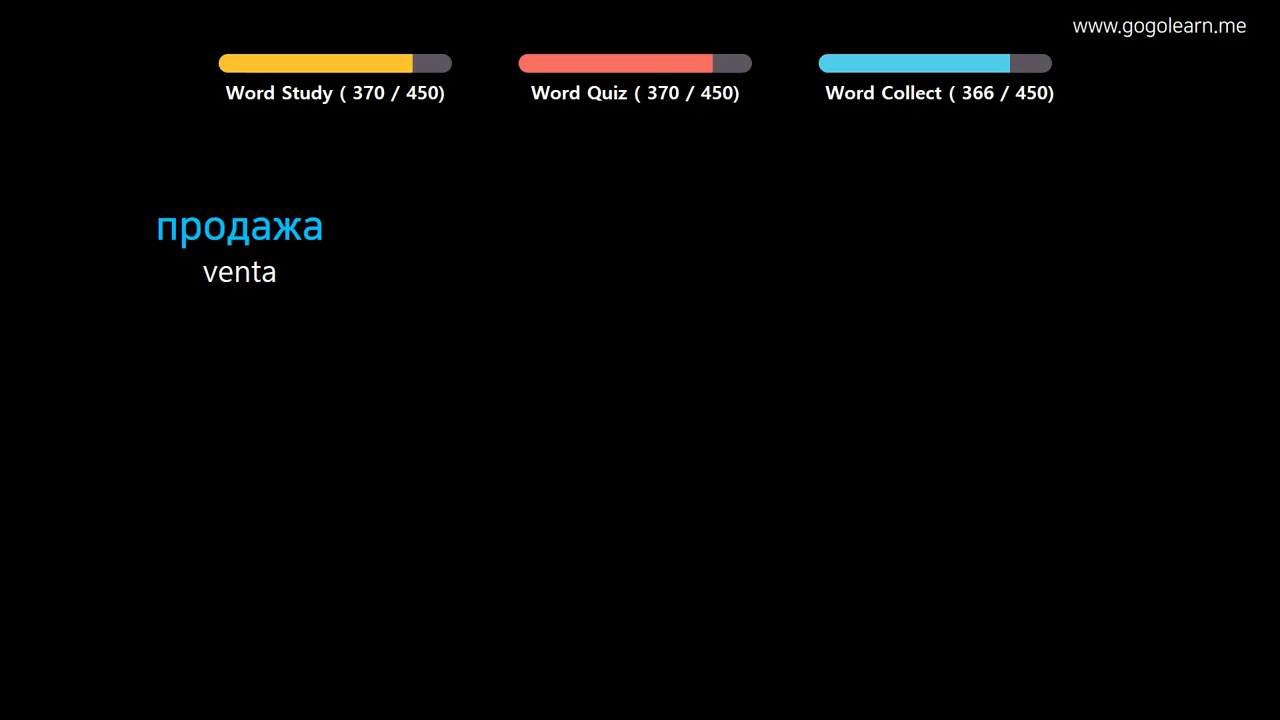 www.gogolearn.me
Word Study ( 370 / 450)
Word Quiz ( 370 / 450)
Word Collect ( 366 / 450)
продажа
venta